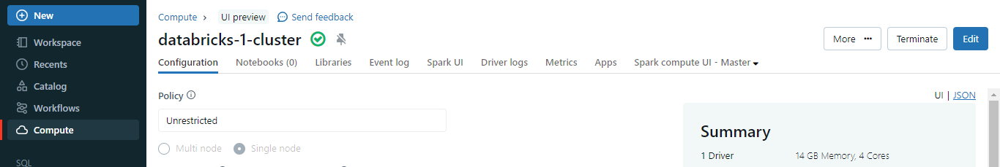 New
Workspace
Recents
Catalog
Workflows
Compute
SQL
Compute › UI preview Send feedback
databricks-1-cluster
More ··· Terminate Edit
Configuration Notebooks (0) Libraries Event log Spark UI Driver logs Metrics Apps Spark compute UI - Master
Policy
UI | JSON
Unrestricted
Multi node Single node
Summary
1 Driver 14 GB Memory, 4 Cores